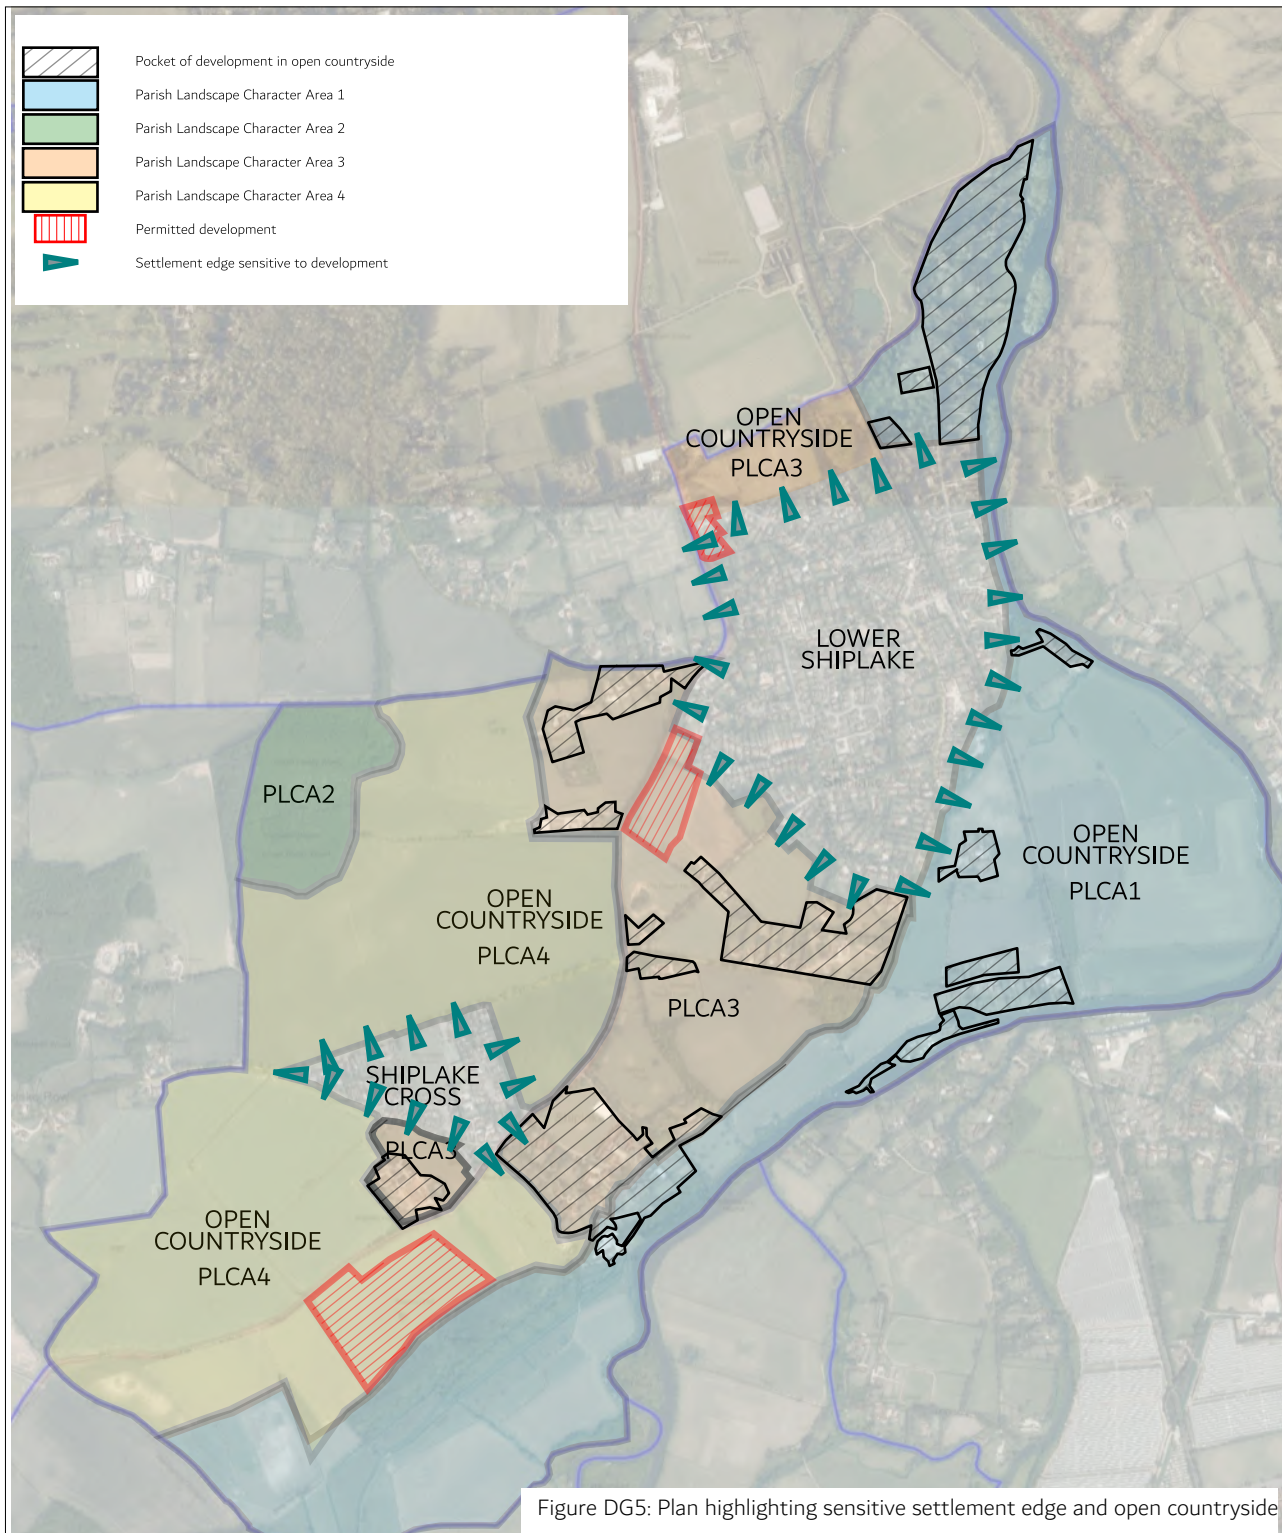 Pocket of development in open countryside
Parish Landscape Character Area 1
Parish Landscape Character Area 2
Parish Landscape Character Area 3
Parish Landscape Character Area 4
Permitted development
Settlement edge sensitive to development
OPEN
COUNTRYSIDE
PLCA3
LOWER
SHIPLAKE
PLCA2
OPEN
COUNTRYSIDE
PLCA1
OPEN
COUNTRYSIDE
PLCA4
PLCA3
SHIPLAKE
CROSS
PLCA3
OPEN
COUNTRYSIDE
PLCA4
Figure DG5: Plan highlighting sensitive settlement edge and open countryside